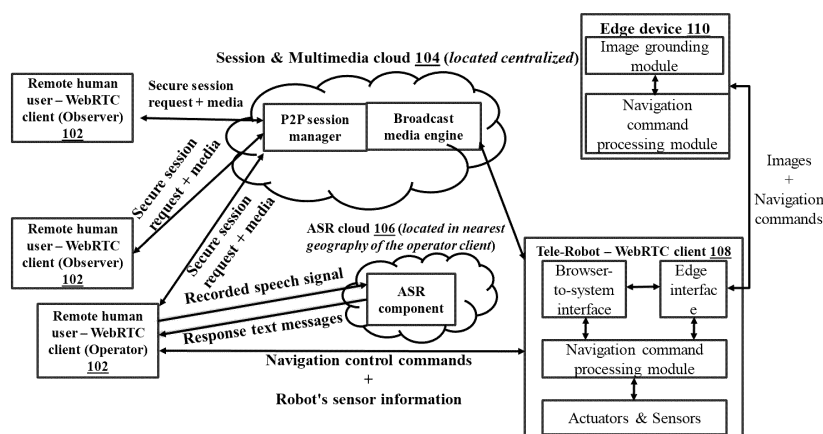 Session & Multimedia cloud 104 (located centralized)
Remote human
user – WebRTC
client (Observer)
102
Secure session
request + media
P2P session
manager
Broadcast
media engine
Edge device 110
Image grounding
module
Navigation
command
processing module
Images
+
Navigation
commands
Remote human
user – WebRTC
client (Observer)
102
Secure session
request + media
Secure session
request + media
ASR cloud 106 (located in nearest
geography of the operator client)
ASR
component
Recorded speech signal
Response text messages
Remote human
user – WebRTC
client (Operator)
102
Navigation control commands
+
Robot's sensor information
Tele-Robot – WebRTC client 108
Browser-
to-system
interface
Edge
interfac
e
Navigation command
processing module
Actuators & Sensors